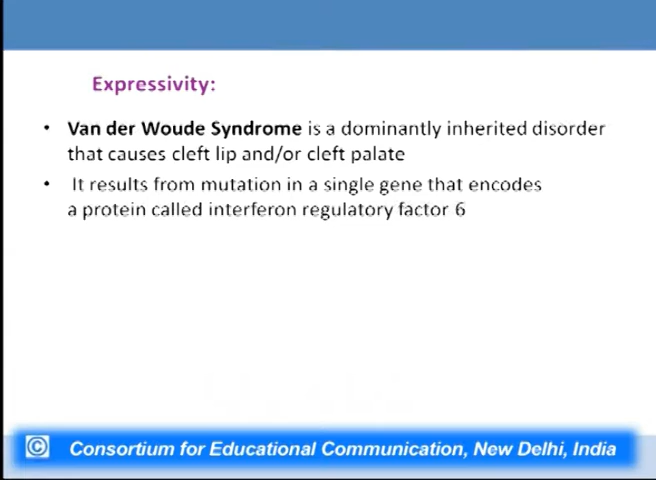 Expressivity:
• Van der Woude Syndrome is a dominantly inherited disorder
that causes cleft lip and/or cleft palate
• It results from mutation in a single gene that encodes
a protein called interferon regulatory factor 6
© Consortium for Educational Communication, New Delhi, India